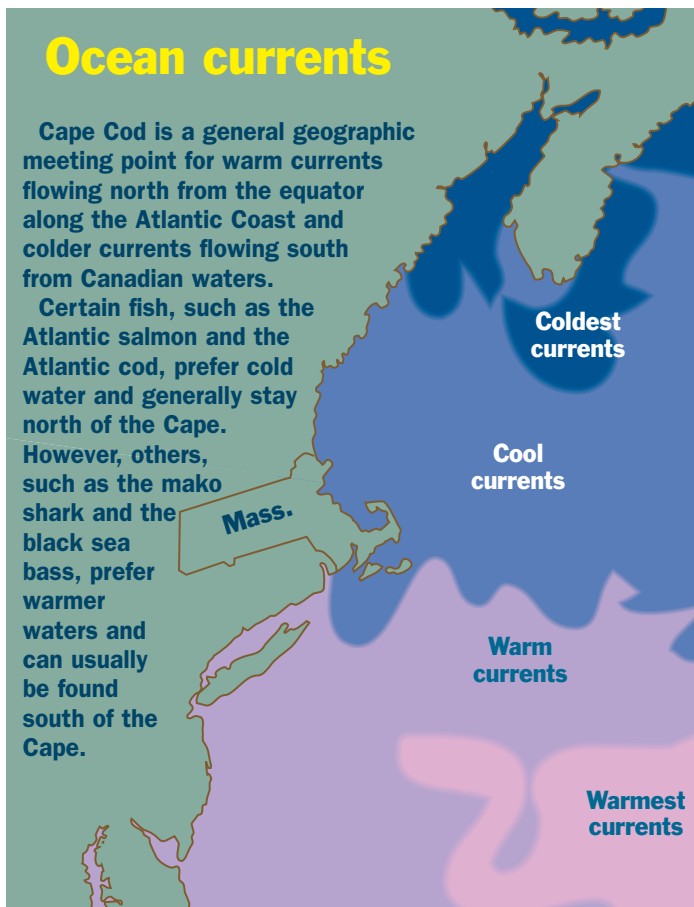 Ocean currents
Cape Cod is a general geographic
meeting point for warm currents
flowing north from the equator
along the Atlantic Coast and
colder currents flowing south
from Canadian waters.
Certain fish, such as the
Atlantic salmon and the
Atlantic cod, prefer cold
water and generally stay
north of the Cape.
However, others,
such as the mako
shark and the
black sea
bass, prefer
warmer
waters and
can usually
be found
south of the
Cape.
Mass.
Coldest
currents
Cool
currents
Warm
currents
Warmest
currents